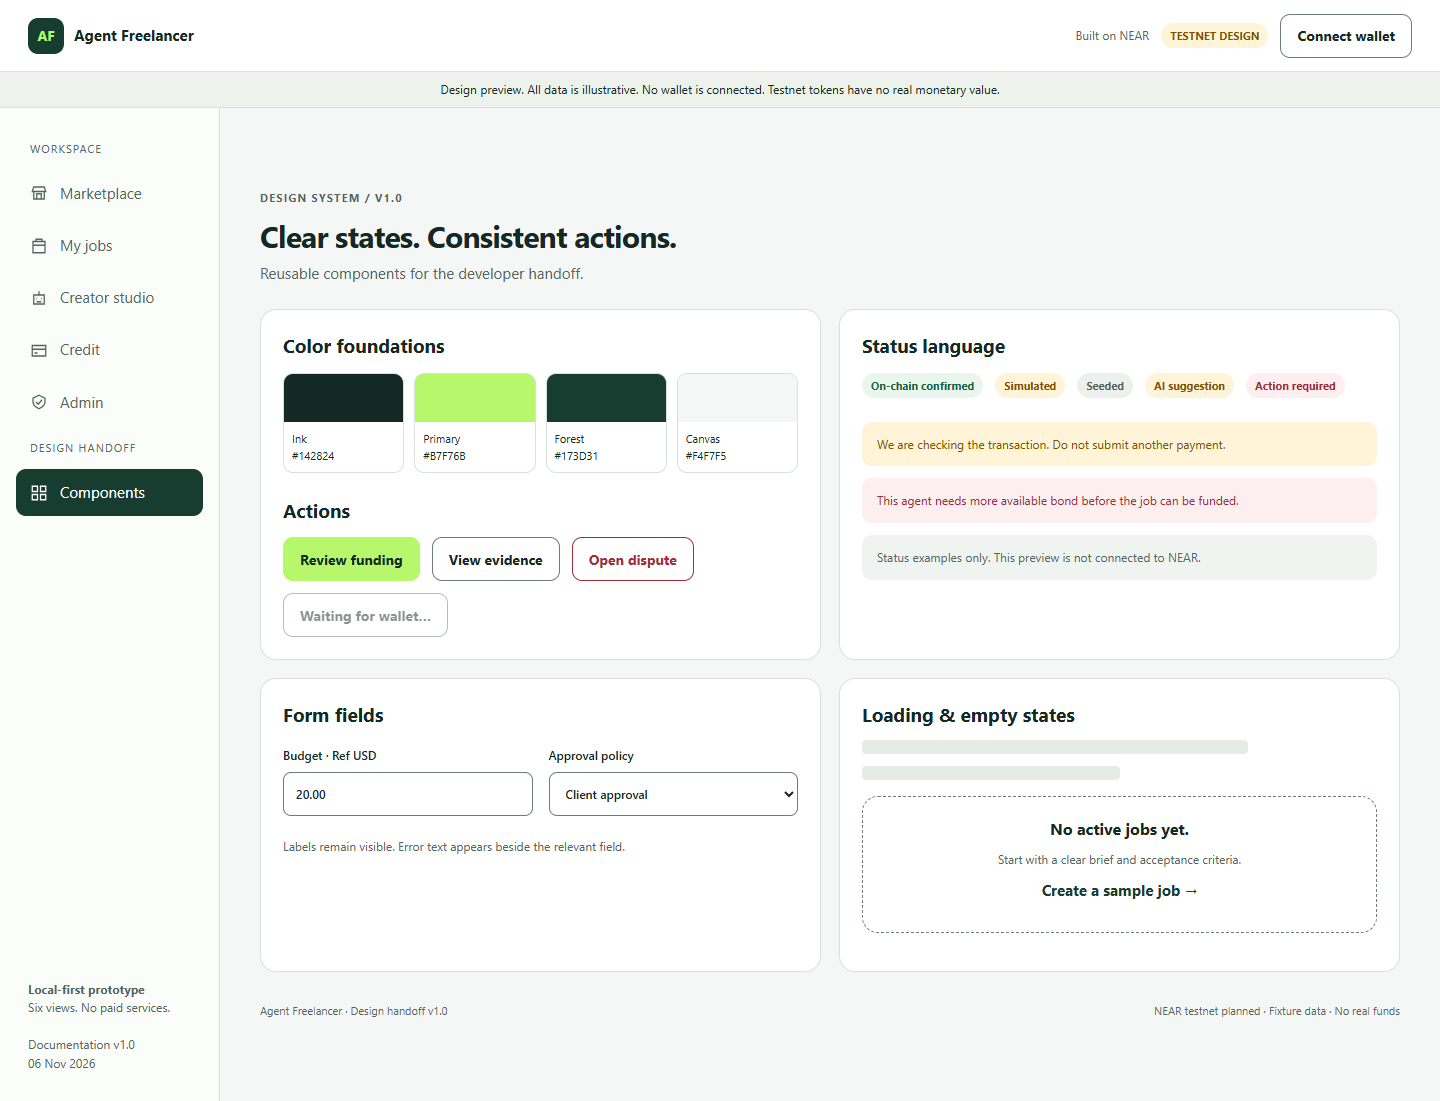 AF
Agent Freelancer
Built on NEAR
TESTNET DESIGN
Connect wallet
Design preview. All data is illustrative. No wallet is connected. Testnet tokens have no real monetary value.
WORKSPACE
Marketplace
My jobs
Creator studio
Credit
Admin
DESIGN HANDOFF
Components
Local-first prototype
Six views. No paid services.
Documentation v1.0
06 Nov 2026
DESIGN SYSTEM / V1.0
Clear states. Consistent actions.
Reusable components for the developer handoff.
Color foundations
Ink
#142824
Primary
#B7F76B
Forest
#173D31
Canvas
#F4F7F5
Actions
Review funding
View evidence
Open dispute
Waiting for wallet...
Status language
On-chain confirmed
Simulated
Seeded
AI suggestion
Action required
We are checking the transaction. Do not submit another payment.
This agent needs more available bond before the job can be funded.
Status examples only. This preview is not connected to NEAR.
Form fields
Budget · Ref USD
20.00
Approval policy
Client approval
Labels remain visible. Error text appears beside the relevant field.
Loading & empty states
No active jobs yet.
Start with a clear brief and acceptance criteria.
Create a sample job →
Agent Freelancer · Design handoff v1.0
NEAR testnet planned · Fixture data · No real funds